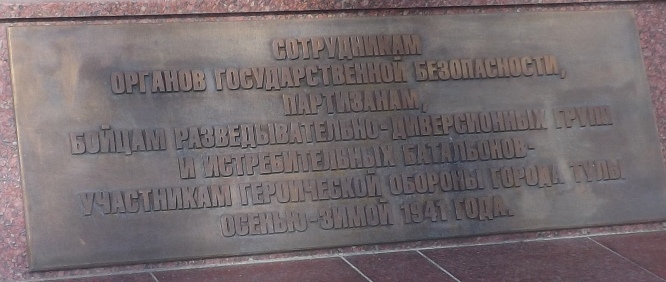 СОТРУДНИКАМ
ОРГАНОВ ГОСУДАРСТВЕННОЙ БЕЗОПАСНОСТИ,
ПАРТИЗАНАМ,
БОЙЦАМ РАЗВЕДЫВАТЕЛЬНО-ДИВЕРСИОННЫХ ГРУПП
И ИСТРЕБИТЕЛЬНЫХ БАТАЛЬОНОВ-
УЧАСТНИКАМ ГЕРОИЧЕСКОЙ ОБОРОНЫ ГОРОДА ТУЛЫ
ОСЕНЬЮ-ЗИМОЙ 1941 ГОДА.